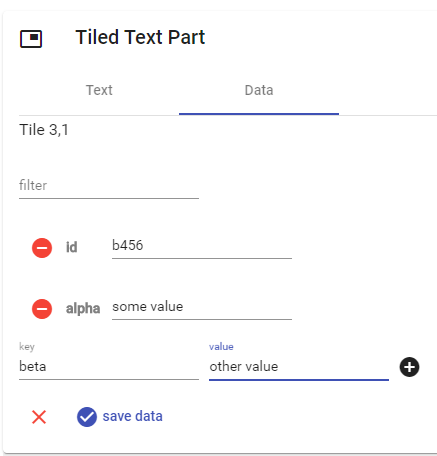 Tiled Text Part
Text Data
Tile 3,1
filter
id b456
alpha some value
key value
beta other value
save data